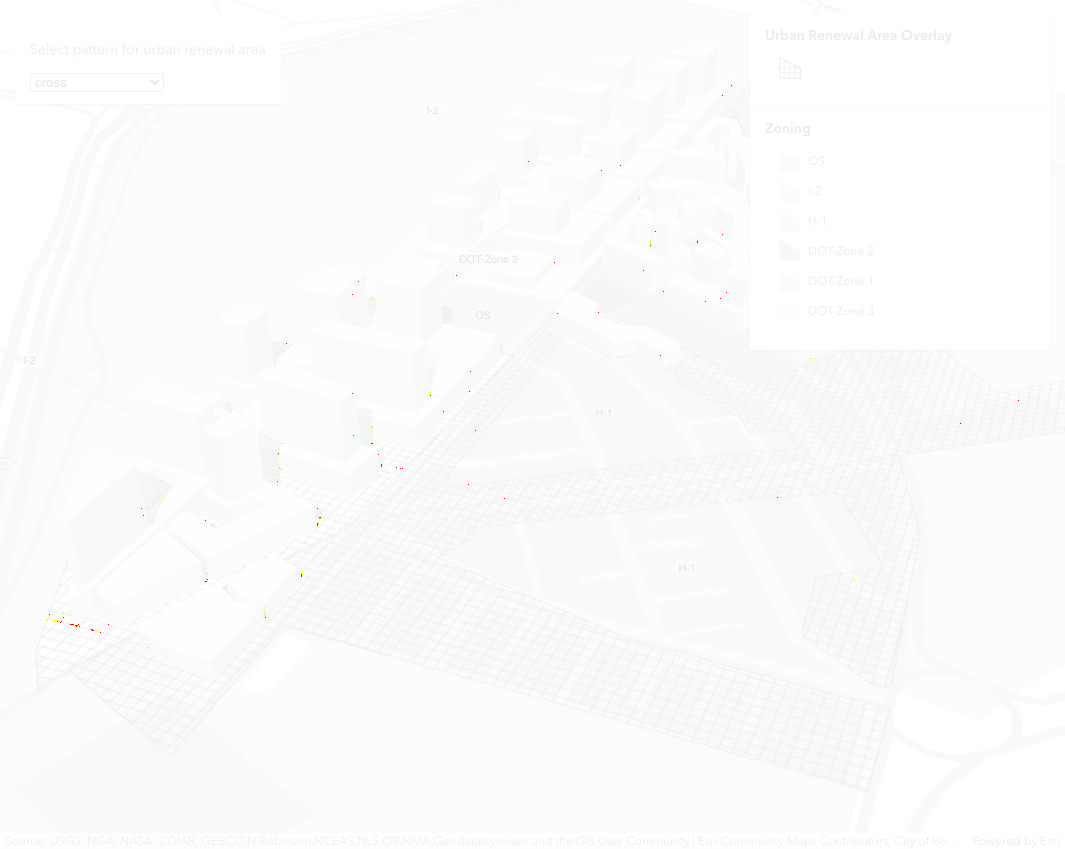 Select pattern for urban renewal area
cross
Urban Renewal Area Overlay
Zoning
OS
I-2
H-1
DOT-Zone 2
DOT-Zone 1
DOT-Zone 3
I-2
DOT-Zone 3
OS
I-2
H-1
H-1
Source: USGS, NGA, NASA, CGIAR, GEBCO,N Robinson,NCEAS,NLS,OS,NMA,Geodatastyrelsen and the GIS User Community | Esri Community Maps Contributors, City of Bo... Powered by Esri